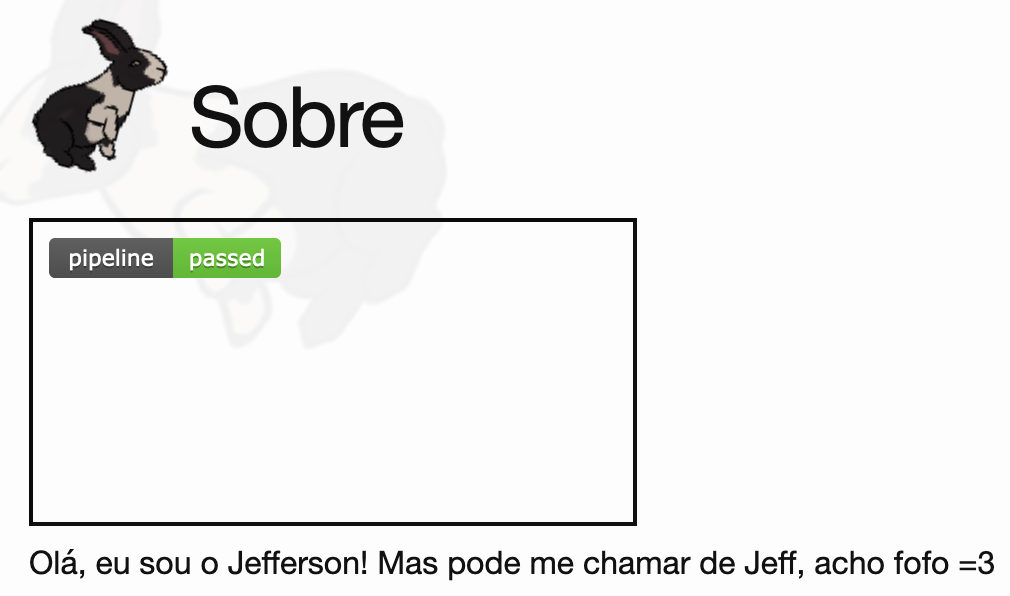 Sobre
pipeline passed
Olá, eu sou o Jefferson! Mas pode me chamar de Jeff, acho fofo =3